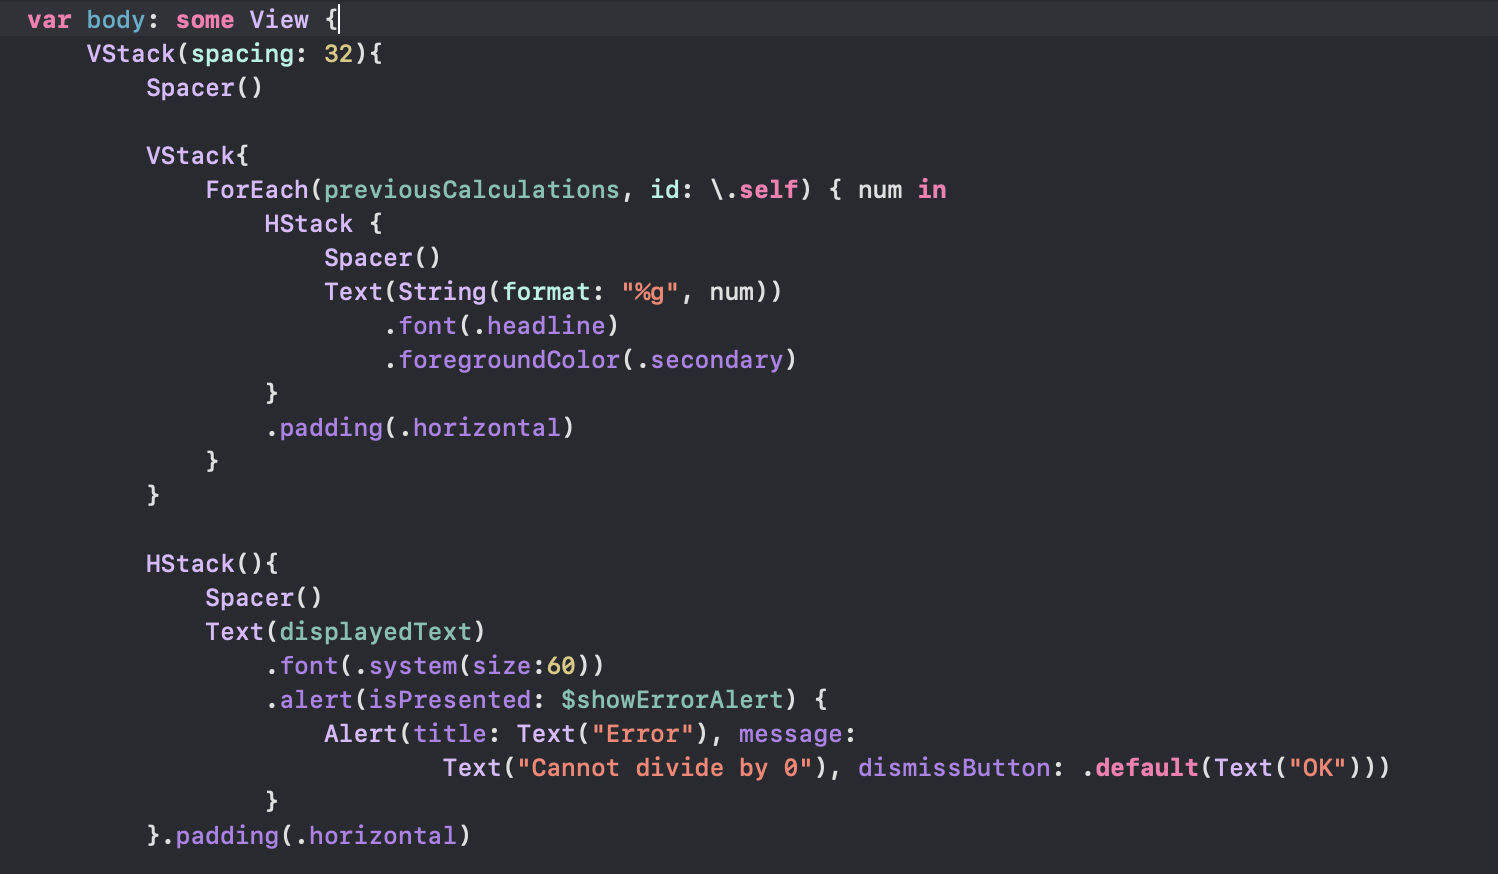 var body: some View {
    VStack(spacing: 32){
        Spacer()

        VStack{
            ForEach(previousCalculations, id: \.self) { num in
                HStack {
                    Spacer()
                    Text(String(format: "%g", num))
                        .font(.headline)
                        .foregroundColor(.secondary)
                }
                .padding(.horizontal)
            }
        }

        HStack(){
            Spacer()
            Text(displayedText)
                .font(.system(size:60))
                .alert(isPresented: $showErrorAlert) {
                    Alert(title: Text("Error"), message:
                            Text("Cannot divide by 0"), dismissButton: .default(Text("OK")))
                }
        }.padding(.horizontal)